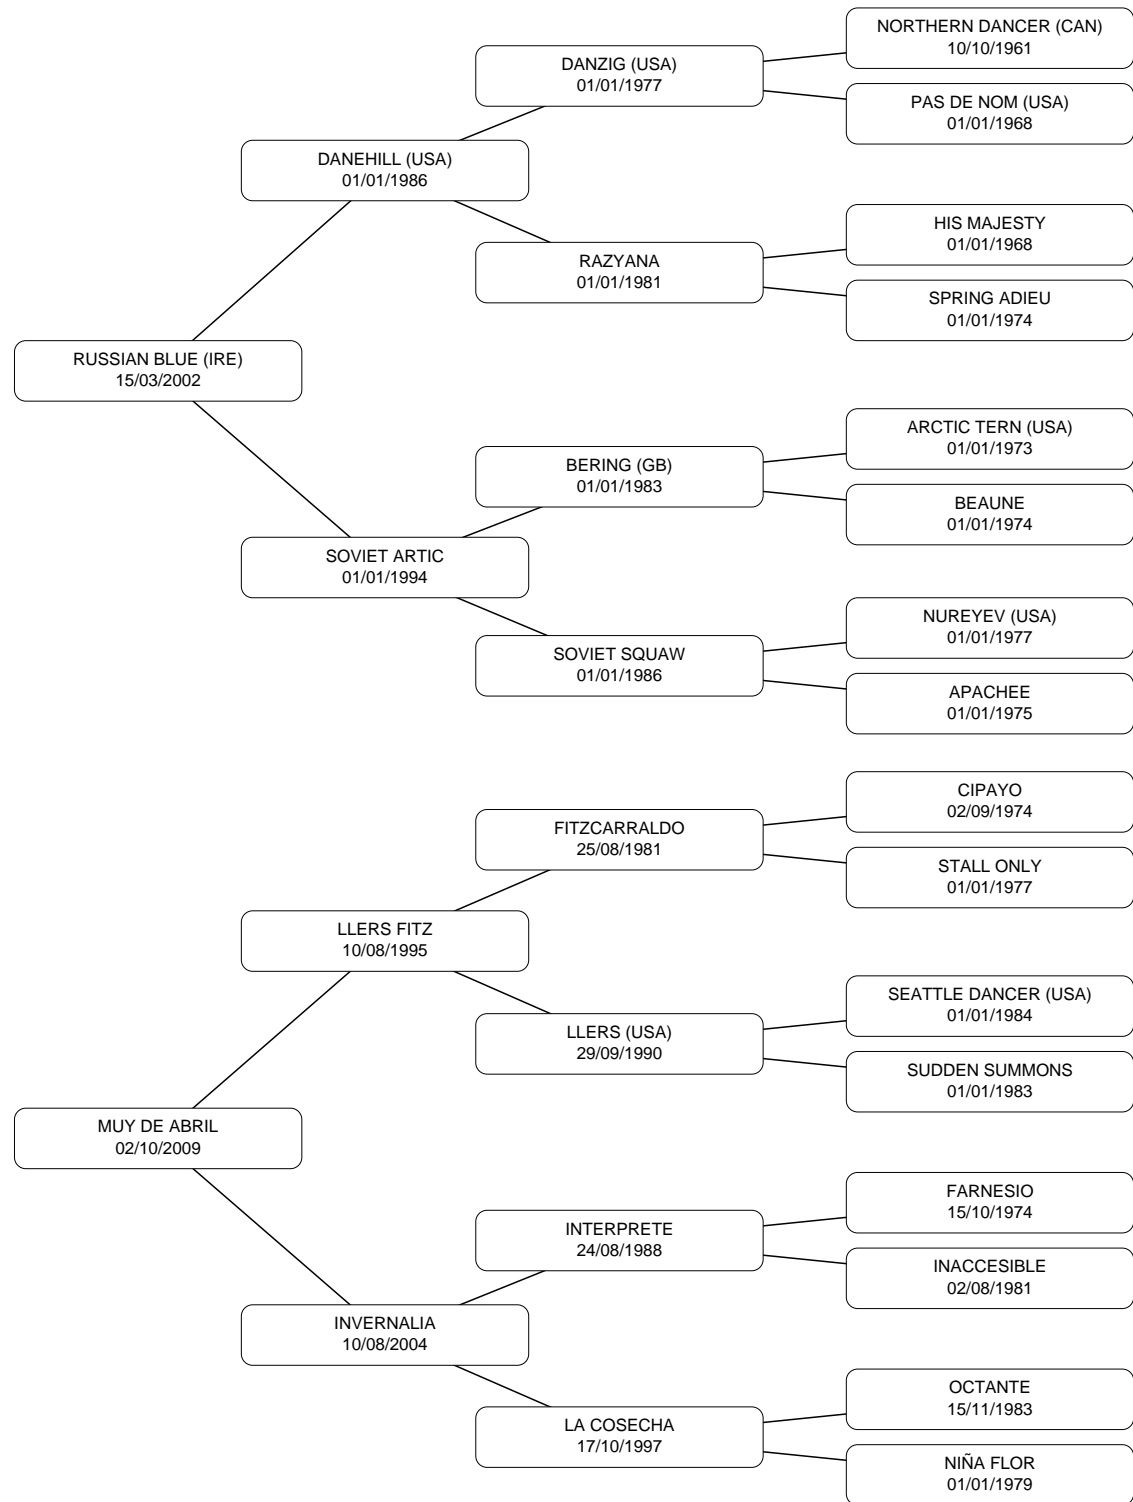 NORTHERN DANCER (CAN)
10/10/1961
DANZIG (USA)
01/01/1977
PAS DE NOM (USA)
01/01/1968
DANEHILL (USA)
01/01/1986
HIS MAJESTY
01/01/1968
RAZYANA
01/01/1981
SPRING ADIEU
01/01/1974
RUSSIAN BLUE (IRE)
15/03/2002
ARCTIC TERN (USA)
01/01/1973
BERING (GB)
01/01/1983
BEAUNE
01/01/1974
SOVIET ARTIC
01/01/1994
NUREYEV (USA)
01/01/1977
SOVIET SQUAW
01/01/1986
APACHEE
01/01/1975
CIPAYO
02/09/1974
FITZCARRALDO
25/08/1981
STALL ONLY
01/01/1977
LLERS FITZ
10/08/1995
SEATTLE DANCER (USA)
01/01/1984
LLERS (USA)
29/09/1990
SUDDEN SUMMONS
01/01/1983
MUY DE ABRIL
02/10/2009
FARNESIO
15/10/1974
INTERPRETE
24/08/1988
INACCESIBLE
02/08/1981
INVERNALIA
10/08/2004
OCTANTE
15/11/1983
LA COSECHA
17/10/1997
NIÑA FLOR
01/01/1979